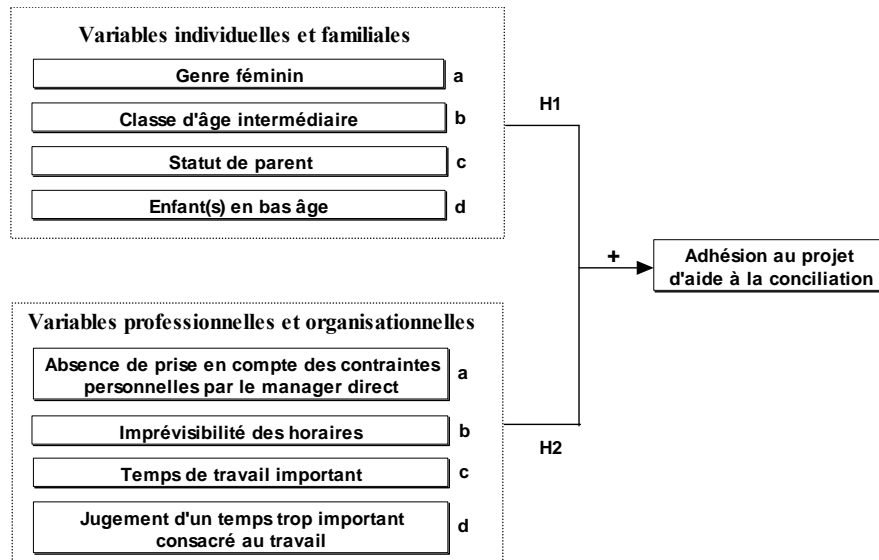 Variables individuelles et familiales
Genre féminin
a
Classe d'âge intermédiaire
b
Statut de parent
c
Enfant(s) en bas âge
d
H1
+
Adhésion au projet
d'aide à la conciliation
Variables professionnelles et organisationnelles
Absence de prise en compte des contraintes
personnelles par le manager direct
a
Imprévisibilité des horaires
b
H2
Temps de travail important
c
Jugement d'un temps trop important
consacré au travail
d